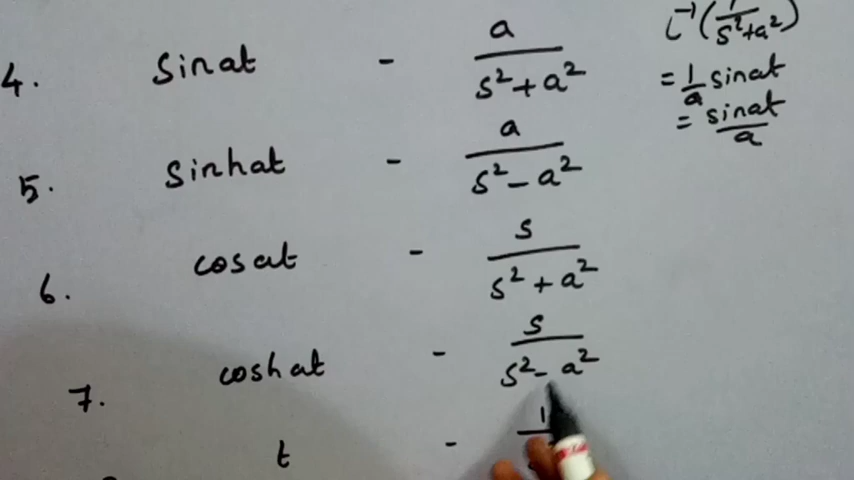 4. sinat - a/(s²+a²)
L⁻¹(1/(s²+a²))
= 1/a sinat
= sinat/a
5. sinhat - a/(s²-a²)
6. cosat - s/(s²+a²)
7. coshat - s/(s²-a²)
t - 1